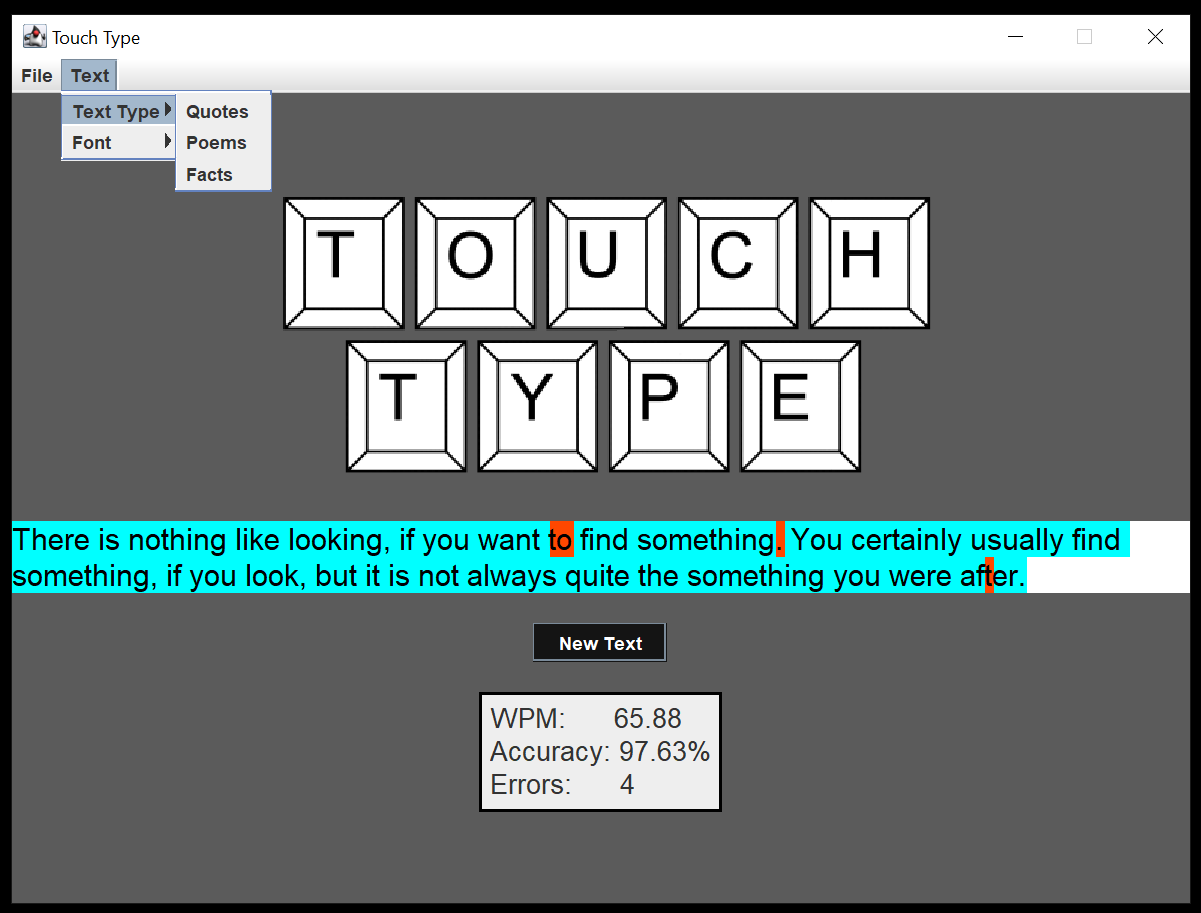 Touch Type
File Text
Text Type Quotes
Font Poems
Facts
T O U C H
T Y P E
There is nothing like looking, if you want to find something. You certainly usually find
something, if you look, but it is not always quite the something you were after.
New Text
WPM: 65.88
Accuracy: 97.63%
Errors: 4